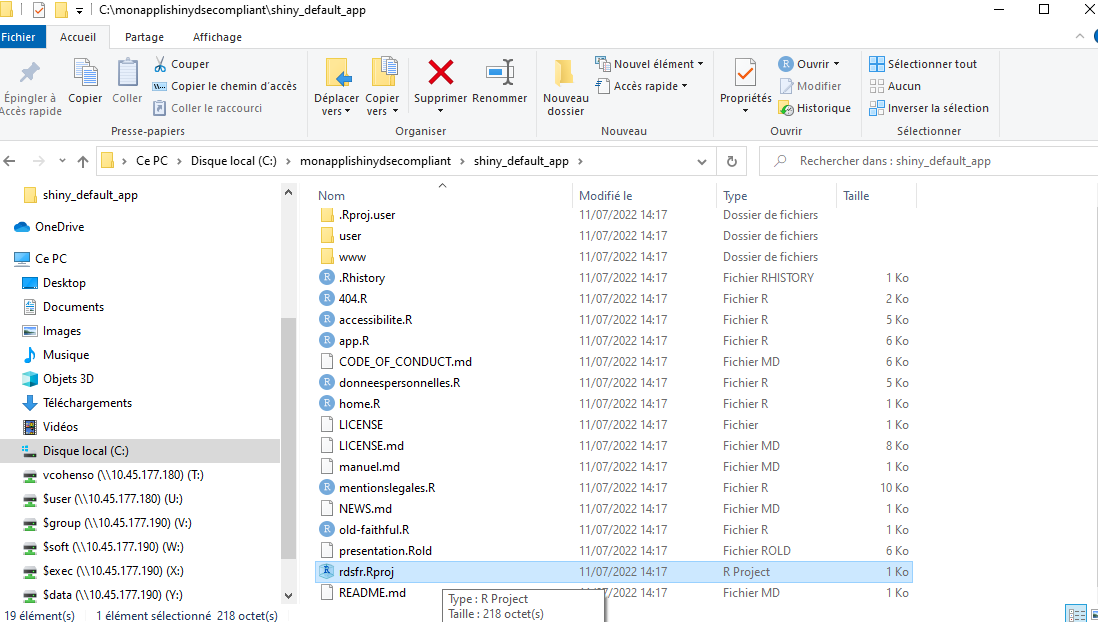 C:\monapplishinydsecompliant\shiny_default_app
Fichier Accueil Partage Affichage
Épingler à
Accès rapide
Copier
Coller
Couper
Copier le chemin d'accès
Coller le raccourci
Presse-papiers
Déplacer
vers
Copier
vers
Supprimer
Renommer
Organiser
Nouveau
dossier
Nouvel élément
Accès rapide
Nouveau
Propriétés
Ouvrir
Modifier
Historique
Ouvrir
Sélectionner tout
Aucun
Inverser la sélection
Sélectionner
Ce PC > Disque local (C:) > monapplishinydsecompliant > shiny_default_app >
Rechercher dans : shiny_default_app
shiny_default_app
OneDrive
Ce PC
Desktop
Documents
Images
Musique
Objets 3D
Téléchargements
Vidéos
Disque local (C:)
vcohenso (\\10.45.177.180) (T:)
$user (\\10.45.177.180) (U:)
$group (\\10.45.177.190) (V:)
$soft (\\10.45.177.190) (W:)
$exec (\\10.45.177.190) (X:)
$data (\\10.45.177.190) (Y:)
Nom Modifié le Type Taille
.Rproj.user 11/07/2022 14:17 Dossier de fichiers
user 11/07/2022 14:17 Dossier de fichiers
www 11/07/2022 14:17 Dossier de fichiers
.Rhistory 11/07/2022 14:17 Fichier RHISTORY 1 Ko
404.R 11/07/2022 14:17 Fichier R 2 Ko
accessibilite.R 11/07/2022 14:17 Fichier R 5 Ko
app.R 11/07/2022 14:17 Fichier R 6 Ko
CODE_OF_CONDUCT.md 11/07/2022 14:17 Fichier MD 6 Ko
donneespersonnelles.R 11/07/2022 14:17 Fichier R 5 Ko
home.R 11/07/2022 14:17 Fichier R 1 Ko
LICENSE 11/07/2022 14:17 Fichier 1 Ko
LICENSE.md 11/07/2022 14:17 Fichier MD 8 Ko
manuel.md 11/07/2022 14:17 Fichier MD 1 Ko
mentionslegales.R 11/07/2022 14:17 Fichier R 10 Ko
NEWS.md 11/07/2022 14:17 Fichier MD 1 Ko
old-faithful.R 11/07/2022 14:17 Fichier R 1 Ko
presentation.Rold 11/07/2022 14:17 Fichier ROLD 6 Ko
rdsfr.Rproj 11/07/2022 14:17 R Project 1 Ko
README.md 7/2022 14:17 Fichier MD 1 Ko
Type : R Project
Taille : 218 octet(s)
19 élément(s) 1 élément sélectionné 218 octet(s)